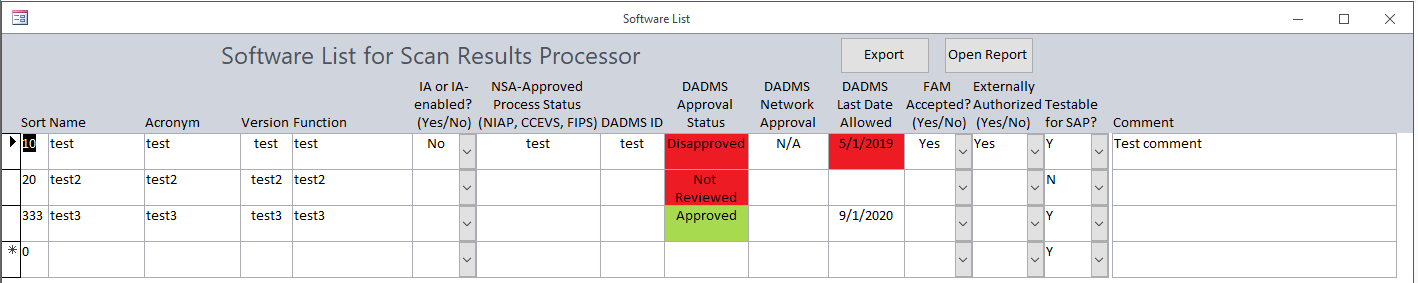 Software List
Software List for Scan Results Processor
Export
Open Report
IA or IA- NSA-Approved DADMS DADMS DADMS FAM Externally
enabled? Process Status Approval Network Last Date Accepted? Authorized Testable
(Yes/No) (NIAP, CCEVS, FIPS) DADMS ID Status Approval Allowed (Yes/No) (Yes/No) for SAP?
Sort Name Acronym Version Function Comment
10 test test test test No test test Disapproved N/A 5/1/2019 Yes Yes Y Test comment
20 test2 test2 test2 Not N
Reviewed
333 test3 test3 test3 test3 Approved 9/1/2020 Y
* 0 Y